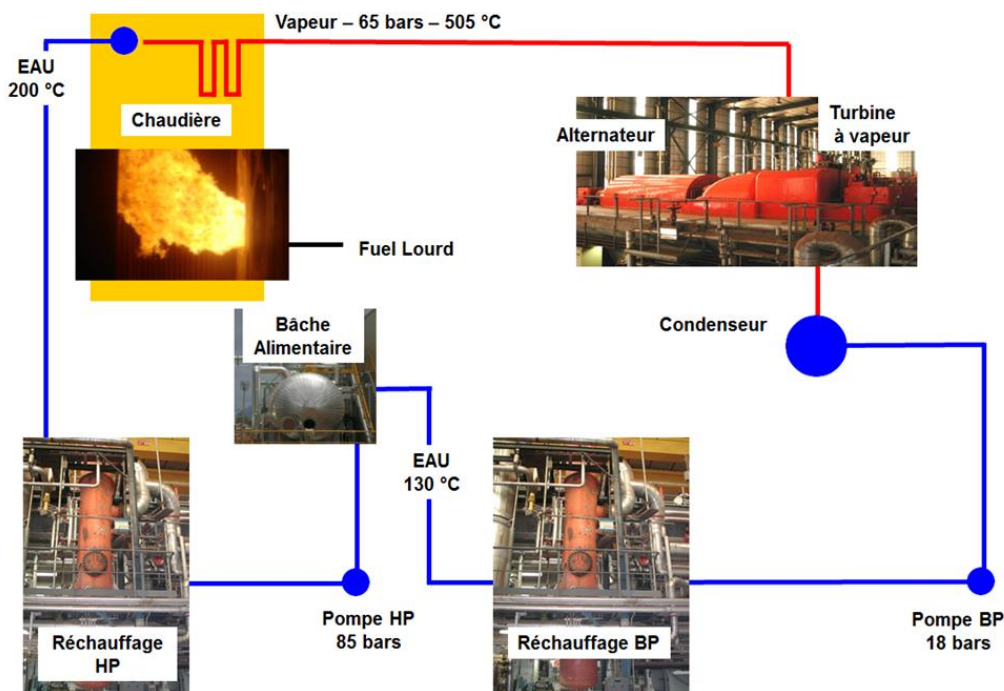 Vapeur – 65 bars – 505 °C
EAU
200 °C
Chaudière
Alternateur
Turbine
à vapeur
Fuel Lourd
Bâche
Alimentaire
Condenseur
EAU
130 °C
Réchauffage
HP
Pompe HP
85 bars
Réchauffage BP
Pompe BP
18 bars